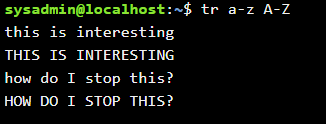 sysadmin@localhost:~$ tr a-z A-Z
this is interesting
THIS IS INTERESTING
how do I stop this?
HOW DO I STOP THIS?